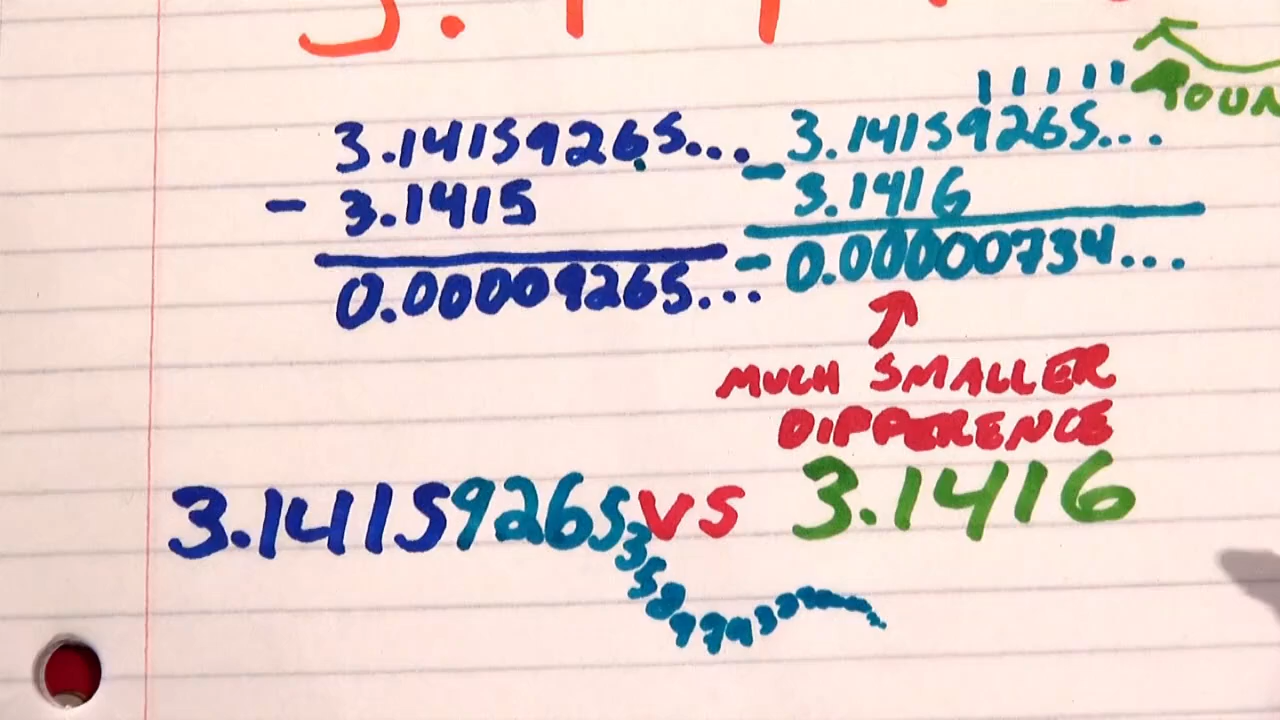 3.14159265...
- 3.1415
0.00009265...
3.14159265...
- 3.1416
-0.00000734...
MUCH SMALLER
DIFFERENCE
3.14159265358979 vs 3.1416